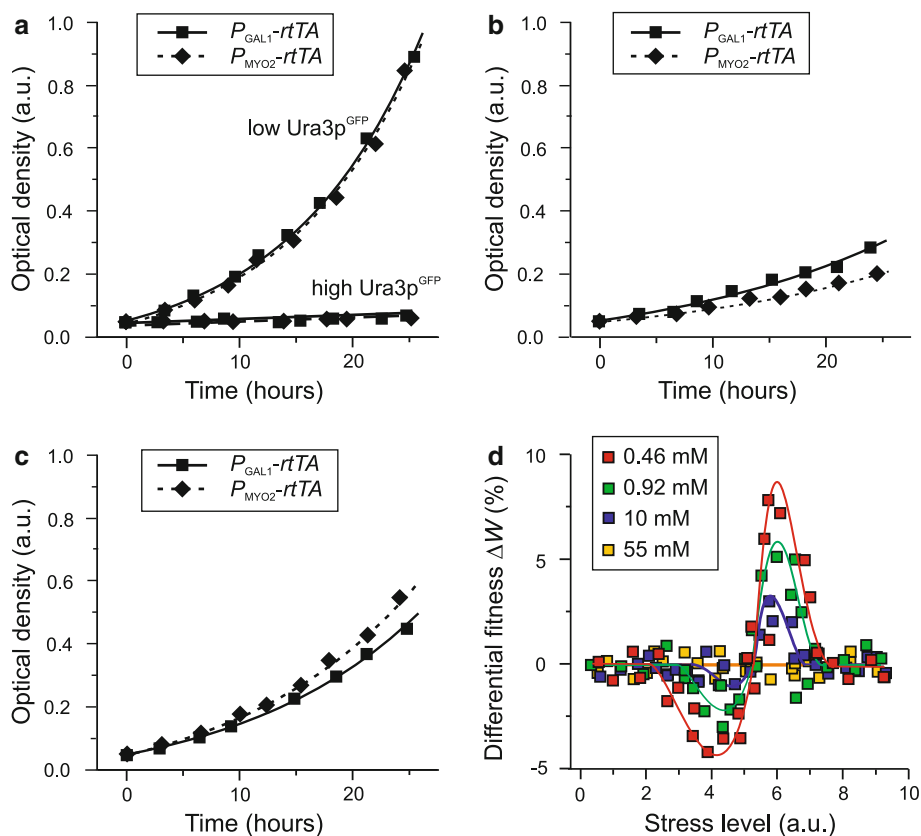 a
P_GAL1-rtTA
P_MYO2-rtTA
low Ura3p^GFP
high Ura3p^GFP
Optical density (a.u.)
1.0
0.8
0.6
0.4
0.2
0.0
0 10 20
Time (hours)
b
P_GAL1-rtTA
P_MYO2-rtTA
Optical density (a.u.)
1.0
0.8
0.6
0.4
0.2
0.0
0 10 20
Time (hours)
c
P_GAL1-rtTA
P_MYO2-rtTA
Optical density (a.u.)
1.0
0.8
0.6
0.4
0.2
0.0
0 10 20
Time (hours)
d
0.46 mM
0.92 mM
10 mM
55 mM
Differential fitness ΔW (%)
10
5
0
-5
0 2 4 6 8 10
Stress level (a.u.)